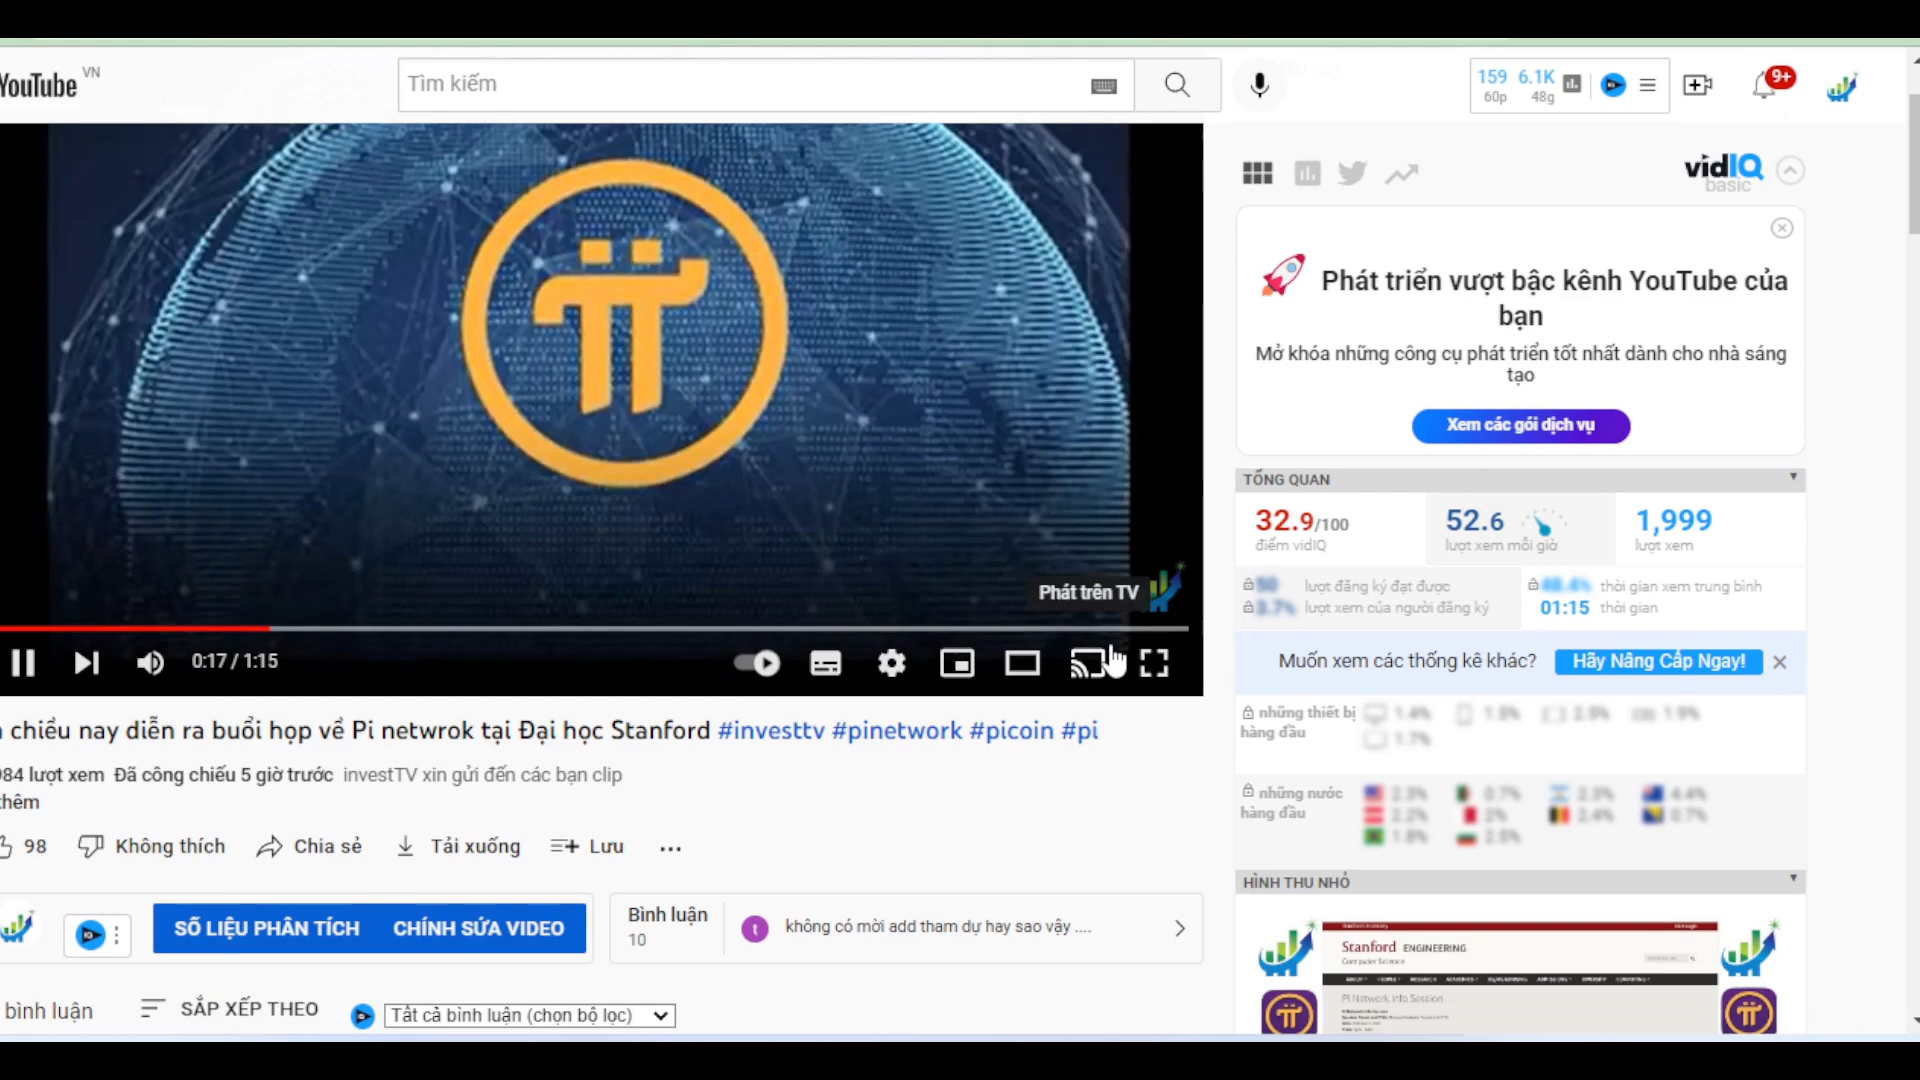 YouTube VN
Tìm kiếm
159 6.1K
60p 48g
9+
vidIQ
basic
Phát triển vượt bậc kênh YouTube của
bạn
Mở khóa những công cụ phát triển tốt nhất dành cho nhà sáng
tạo
Xem các gói dịch vụ
TỔNG QUAN
32.9/100
điểm vidIQ
52.6
lượt xem mỗi giờ
1,999
lượt xem
lượt đăng ký đạt được
lượt xem của người đăng ký
thời gian xem trung bình
01:15 thời gian
Muốn xem các thống kê khác? Hãy Nâng Cấp Ngay!
những thiết bị
hàng đầu
những nước
hàng đầu
HÌNH THU NHỎ
Stanford ENGINEERING
Computer Science
Pi Network Info Session
Phát trên TV
0:17 / 1:15
chiều nay diễn ra buổi họp về Pi netwrok tại Đại học Stanford #investtv #pinetwork #picoin #pi
984 lượt xem Đã công chiếu 5 giờ trước investTV xin gửi đến các bạn clip
thêm
98 Không thích Chia sẻ Tải xuống Lưu ...
SỐ LIỆU PHÂN TÍCH CHỈNH SỬA VIDEO
Bình luận
10
t không có mời add tham dự hay sao vậy ....
bình luận SẮP XẾP THEO Tất cả bình luận (chọn bộ lọc)